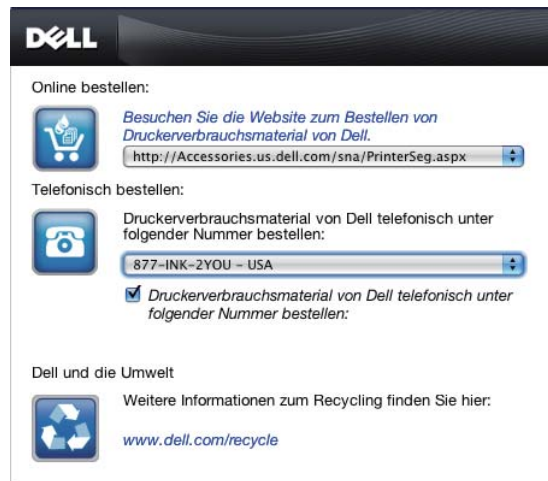 DELL
Online bestellen:
Besuchen Sie die Website zum Bestellen von
Druckerverbrauchsmaterial von Dell.
http://Accessories.us.dell.com/sna/PrinterSeg.aspx
Telefonisch bestellen:
Druckerverbrauchsmaterial von Dell telefonisch unter
folgender Nummer bestellen:
877-INK-2YOU - USA
Druckerverbrauchsmaterial von Dell telefonisch unter
folgender Nummer bestellen:
Dell und die Umwelt
Weitere Informationen zum Recycling finden Sie hier:
www.dell.com/recycle